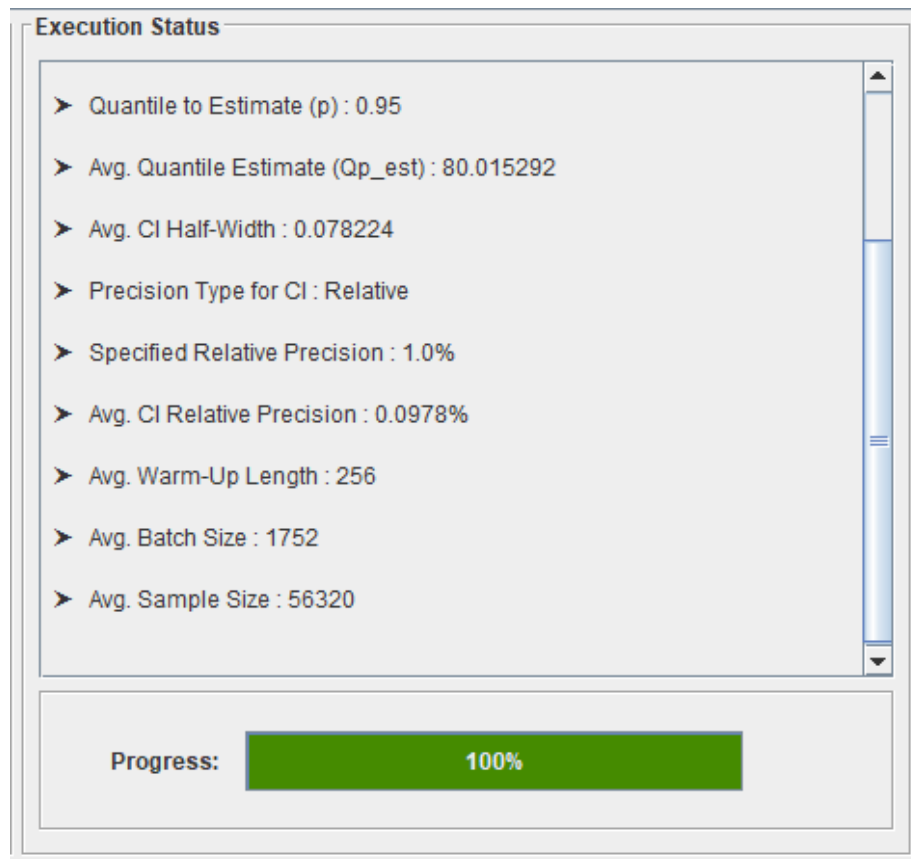 Execution Status
➤ Quantile to Estimate (p) : 0.95
➤ Avg. Quantile Estimate (Qp_est) : 80.015292
➤ Avg. CI Half-Width : 0.078224
➤ Precision Type for CI : Relative
➤ Specified Relative Precision : 1.0%
➤ Avg. CI Relative Precision : 0.0978%
➤ Avg. Warm-Up Length : 256
➤ Avg. Batch Size : 1752
➤ Avg. Sample Size : 56320
Progress: 100%